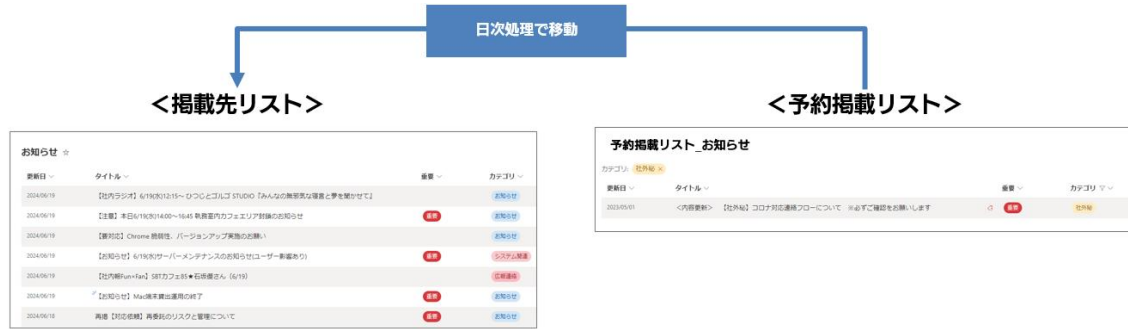 日次処理で移動
＜掲載先リスト＞
お知らせ ☆
更新日 タイトル 重要 カテゴリ
2024/06/19 【社内ラジオ】6/19(水)12:15～ ひつじとゴルゴ STUDIO『みんなの無邪気な寝言と夢を聞かせて』 お知らせ
2024/06/19 【注意】本日6/19(水)14:00～16:45 執務室内カフェエリア封鎖のお知らせ 重要 お知らせ
2024/06/19 【要対応】Chrome 脆弱性、バージョンアップ実施のお願い お知らせ
2024/06/19 【お知らせ】6/19(水)サーバーメンテナンスのお知らせ(ユーザー影響あり) 重要 システム関連
2024/06/19 【社内報Fun×Fan】SBTカフェ85★石坂優さん（6/19） 広報連絡
2024/06/19 【お知らせ】Mac端末貸出運用の終了 重要 お知らせ
2024/06/18 再掲【対応依頼】再委託のリスクと管理について 重要 お知らせ
＜予約掲載リスト＞
予約掲載リスト_お知らせ
カテゴリ: 社外秘 ×
更新日 タイトル 重要 カテゴリ
2023/05/01 ＜内容更新＞ 【社外秘】コロナ対応連絡フローについて ※必ずご確認をお願いします 重要 社外秘